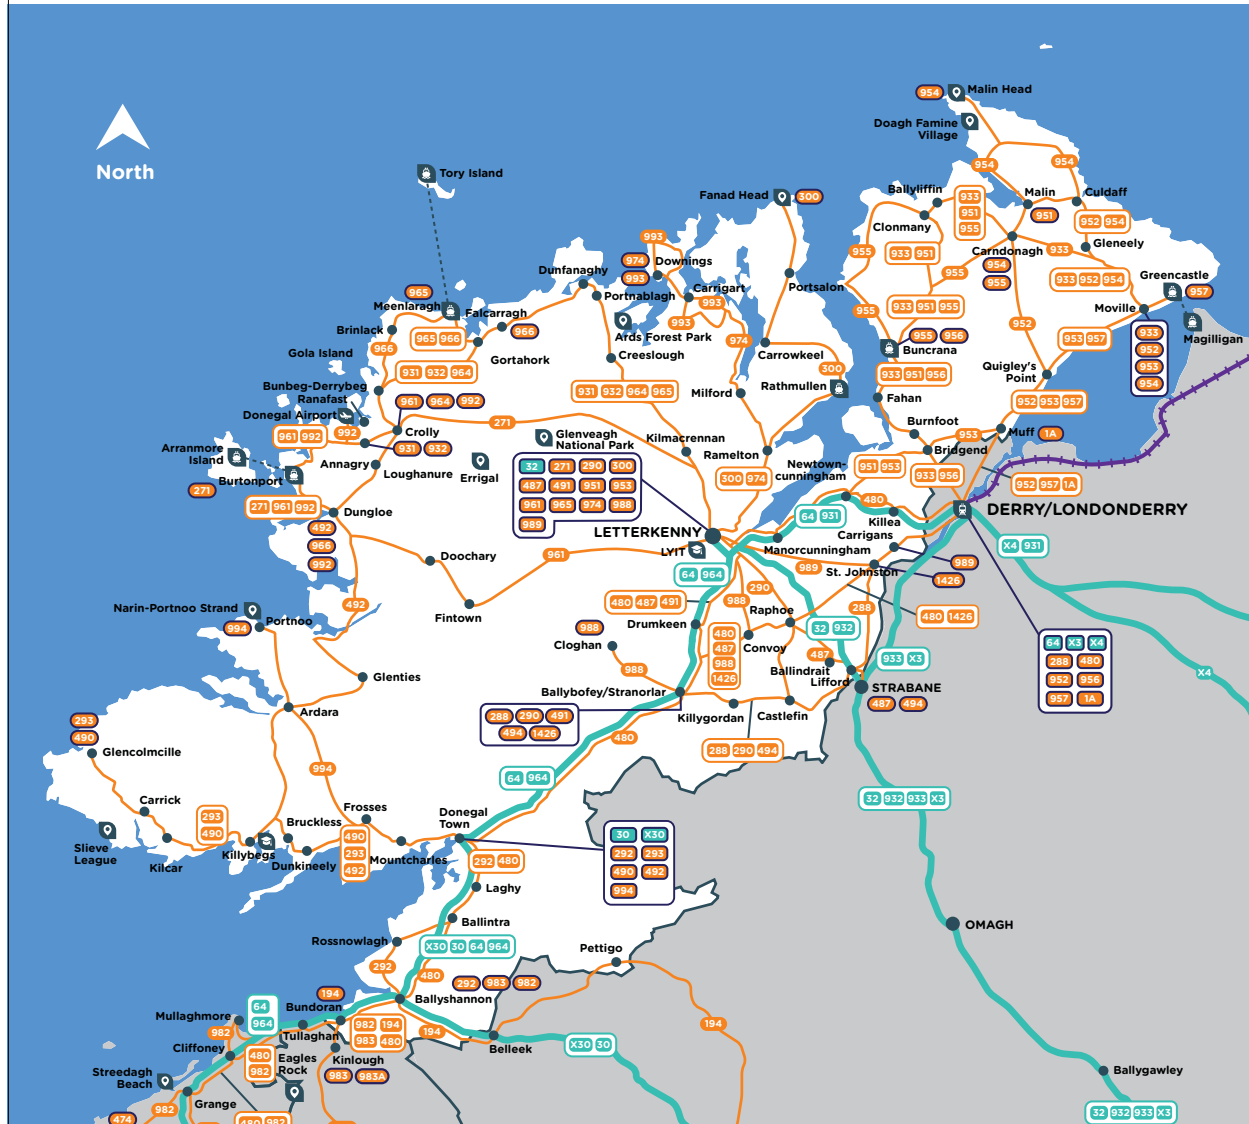 954
Malin Head
Doagh Famine
Village
North
954
954
Tory Island
Fanad Head
300
Ballyliffin
933
951
955
Malin
951
Culdaff
952 954
Clonmany
993
974
993
Downings
955
933 951
Carndonagh
954
955
933
Gleneely
Dunfanaghy
Portnablagh
Carrigart
993
Portsalon
955
933 952 954
Greencastle
957
965
Meenlaragh
Falcarragh
966
Ards Forest Park
993
955
933 951 955
952
Moville
933
952
953
954
Magilligan
Brinlack
965 966
974
955 956
Buncrana
953 957
966
Gortahork
Creeslough
Carrowkeel
Gola Island
931 932 964
300
933 951 956
Quigley's
Point
Bunbeg-Derrybeg
Ranafast
931 932 964 965
Milford
Rathmullen
Fahan
952 953 957
Donegal Airport
961 964 992
992
961 992
Crolly
931 932
271
Glenveagh
National Park
Kilmacrennan
Burnfoot
953
Muff
1A
Arranmore
Island
Annagry
Loughanure
Errigal
Ramelton
Bridgend
271
Burtonport
32 271 290 300
487 491 951 953
961 965 974 988
989
300 974
Newtown-
cunningham
951 953
933 956
952 957 1A
271 961 992
Dungloe
480
DERRY/LONDONDERRY
492
966
992
64 931
Killea
LETTERKENNY
LYIT
Manorcunningham
Carrigans
X4 931
Doochary
961
989
St. Johnston
989
1426
64 964
290
Narin-Portnoo Strand
492
Fintown
480 487 491
988
Raphoe
288
480 1426
994
Portnoo
988
Drumkeen
480
487
988
1426
Convoy
32 932
64 X3 X4
288 480
952 956
957 1A
Cloghan
988
487
Ballindrait
Lifford
933 X3
X4
Glenties
Ballybofey/Stranorlar
STRABANE
487 494
Ardara
288 290 491
494 1426
Killygordan
Castlefin
293
490
Glencolmcille
480
288 290 494
994
64 964
32 932 933 X3
Carrick
293
490
Frosses
Donegal
Town
Bruckless
490
293
492
30 X30
292 293
490 492
994
Slieve
League
Kilcar
Killybegs
Dunkineely
Mountcharles
292 480
Laghy
Ballintra
OMAGH
Rossnowlagh
X30 30 64 964
Pettigo
292
480
292 983 982
194
Ballyshannon
Mullaghmore
64
964
Bundoran
982
Tullaghan
982 194
983 480
194
194
Belleek
X30 30
Cliffoney
480
982
Eagles
Rock
Kinlough
983 983A
Streedagh
Beach
Ballygawley
982
Grange
474
480 982
32 932 933 X3